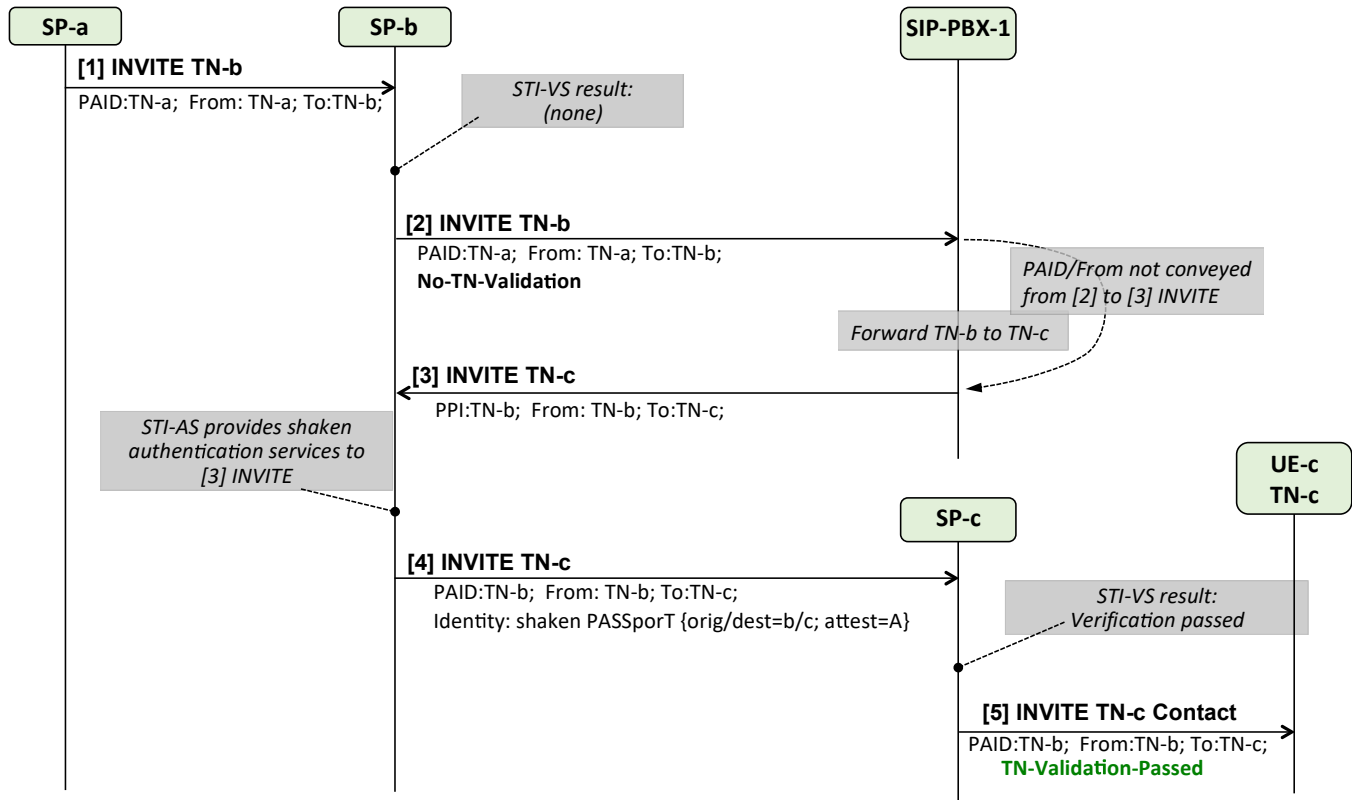 SP-a
SP-b
SIP-PBX-1
[1] INVITE TN-b
PAID:TN-a; From: TN-a; To:TN-b;
STI-VS result:
(none)
[2] INVITE TN-b
PAID:TN-a; From: TN-a; To:TN-b;
No-TN-Validation
PAID/From not conveyed
from [2] to [3] INVITE
Forward TN-b to TN-c
[3] INVITE TN-c
PPI:TN-b; From: TN-b; To:TN-c;
STI-AS provides shaken
authentication services to
[3] INVITE
UE-c
TN-c
SP-c
[4] INVITE TN-c
PAID:TN-b; From: TN-b; To:TN-c;
Identity: shaken PASSporT {orig/dest=b/c; attest=A}
STI-VS result:
Verification passed
[5] INVITE TN-c Contact
PAID:TN-b; From:TN-b; To:TN-c;
TN-Validation-Passed